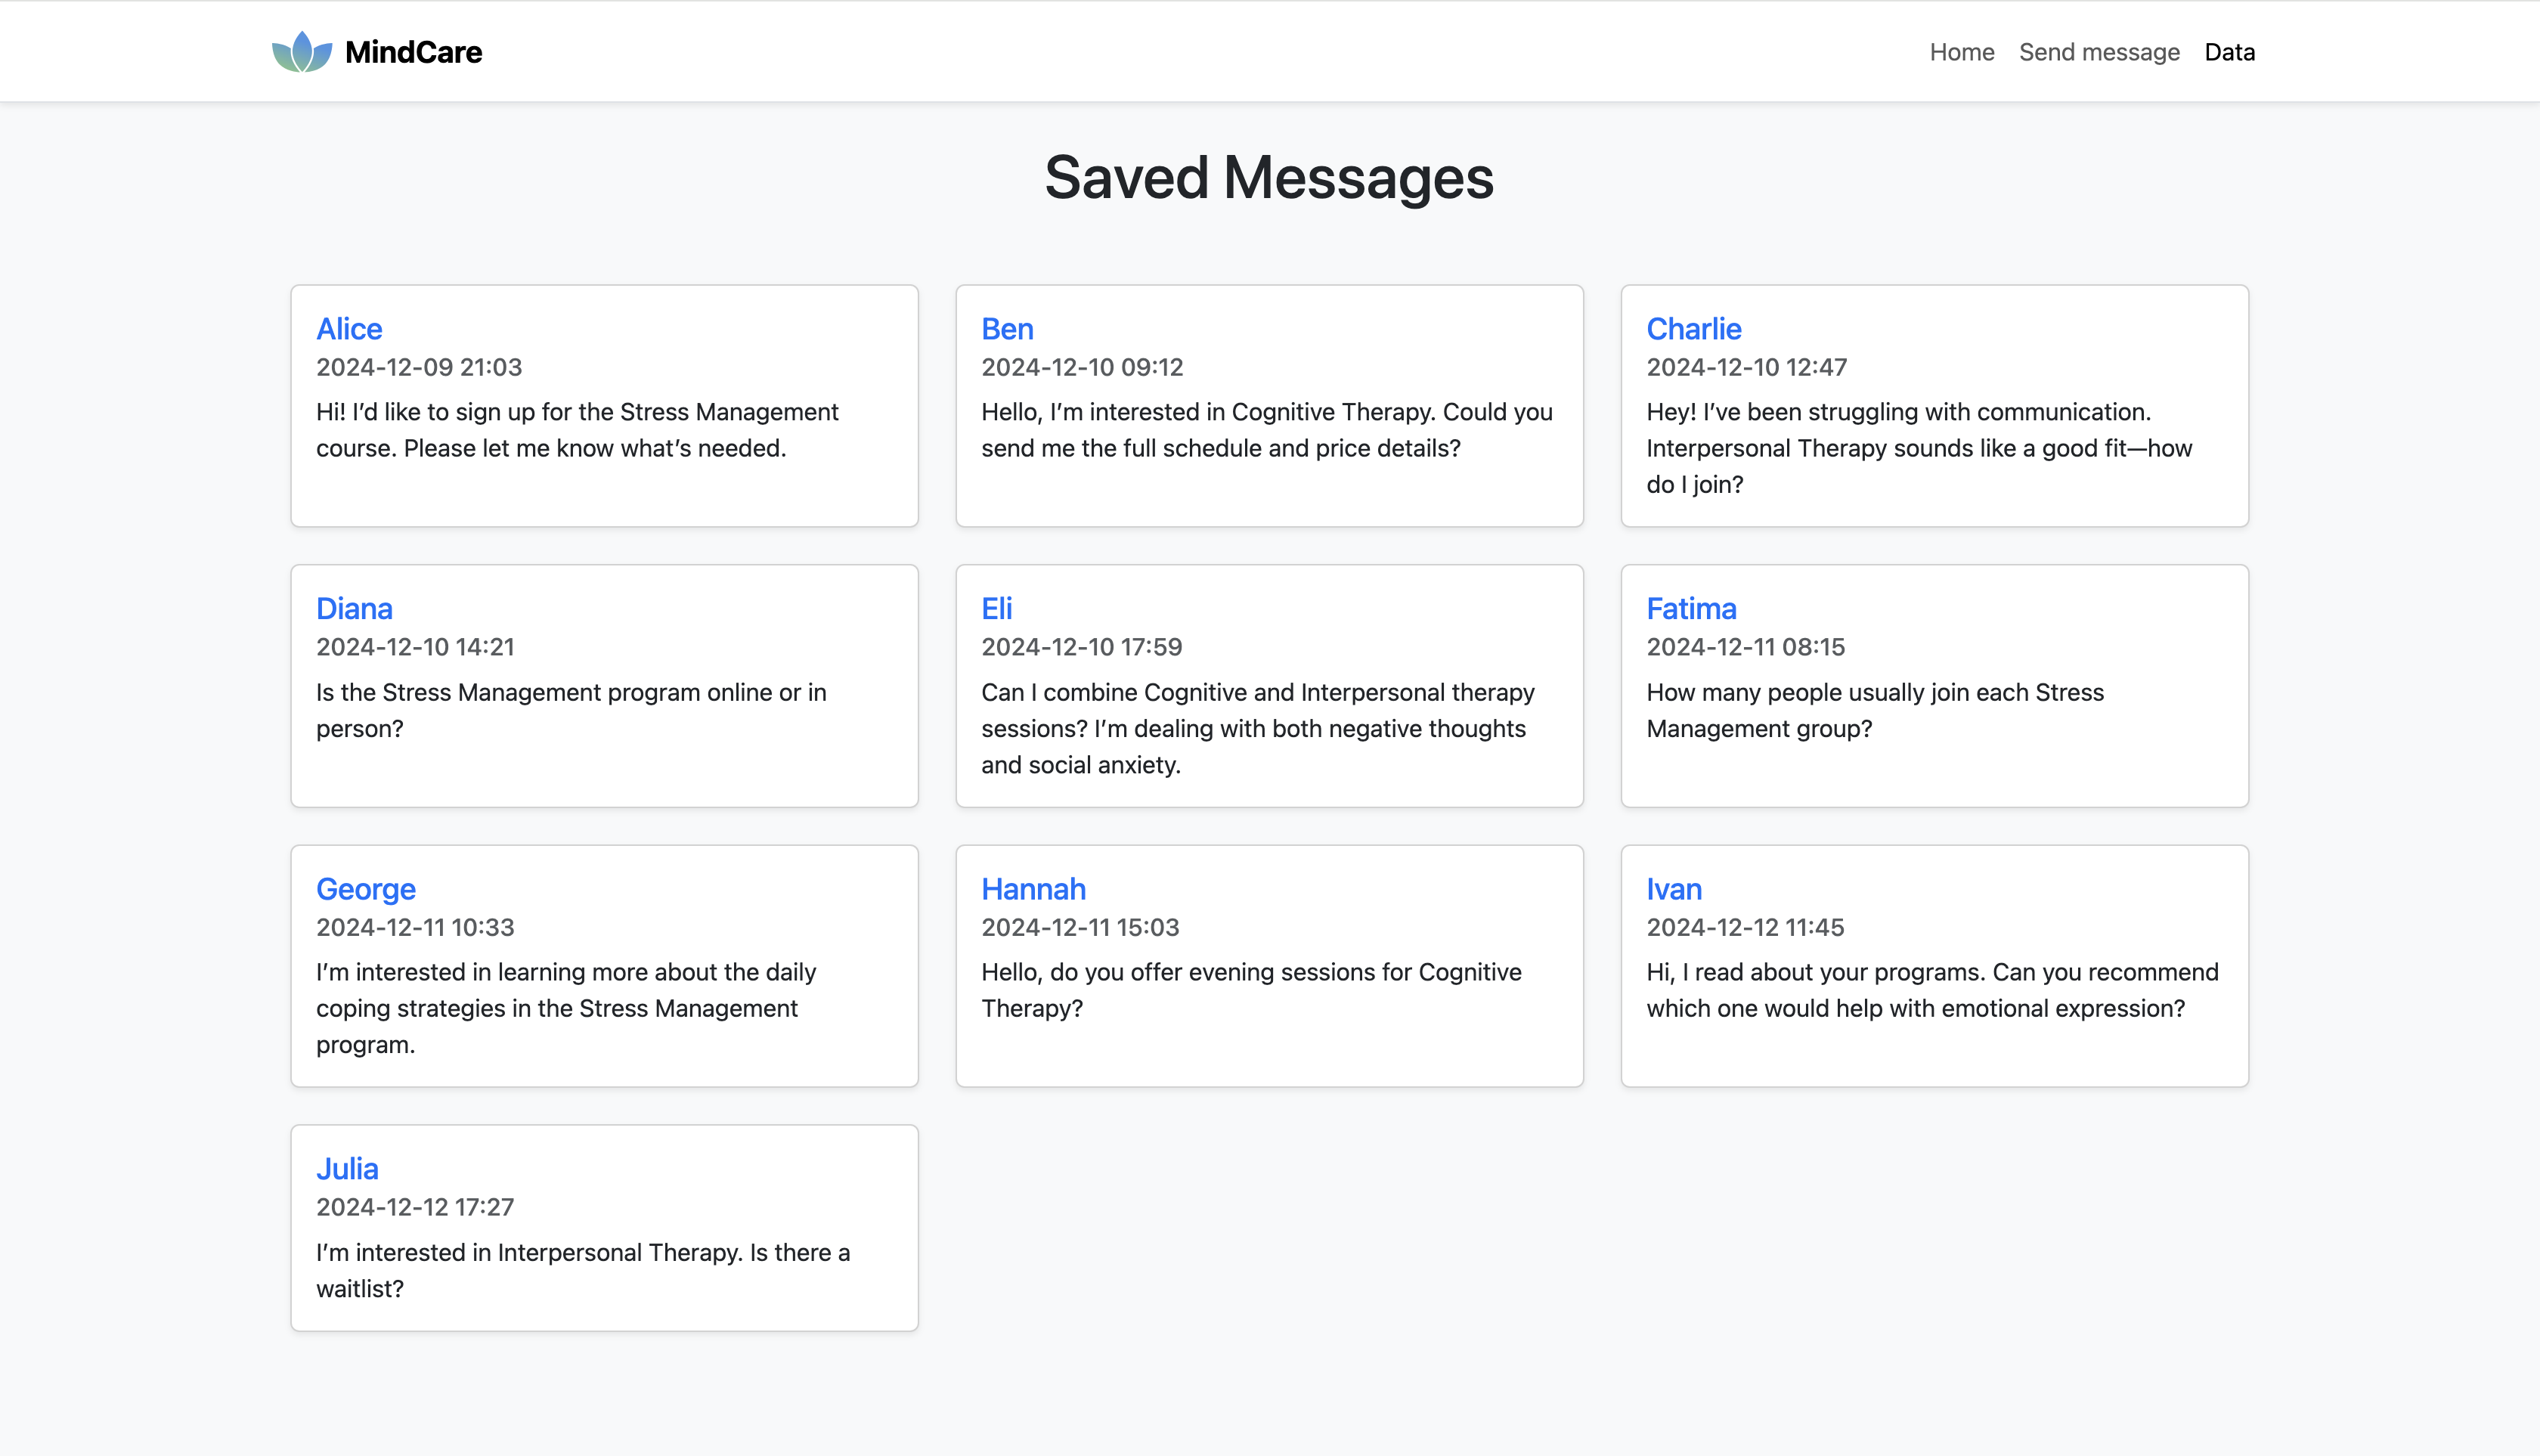 MindCare
Home Send message Data
Saved Messages
Alice
2024-12-09 21:03
Hi! I’d like to sign up for the Stress Management
course. Please let me know what’s needed.
Ben
2024-12-10 09:12
Hello, I’m interested in Cognitive Therapy. Could you
send me the full schedule and price details?
Charlie
2024-12-10 12:47
Hey! I’ve been struggling with communication.
Interpersonal Therapy sounds like a good fit—how
do I join?
Diana
2024-12-10 14:21
Is the Stress Management program online or in
person?
Eli
2024-12-10 17:59
Can I combine Cognitive and Interpersonal therapy
sessions? I’m dealing with both negative thoughts
and social anxiety.
Fatima
2024-12-11 08:15
How many people usually join each Stress
Management group?
George
2024-12-11 10:33
I’m interested in learning more about the daily
coping strategies in the Stress Management
program.
Hannah
2024-12-11 15:03
Hello, do you offer evening sessions for Cognitive
Therapy?
Ivan
2024-12-12 11:45
Hi, I read about your programs. Can you recommend
which one would help with emotional expression?
Julia
2024-12-12 17:27
I’m interested in Interpersonal Therapy. Is there a
waitlist?